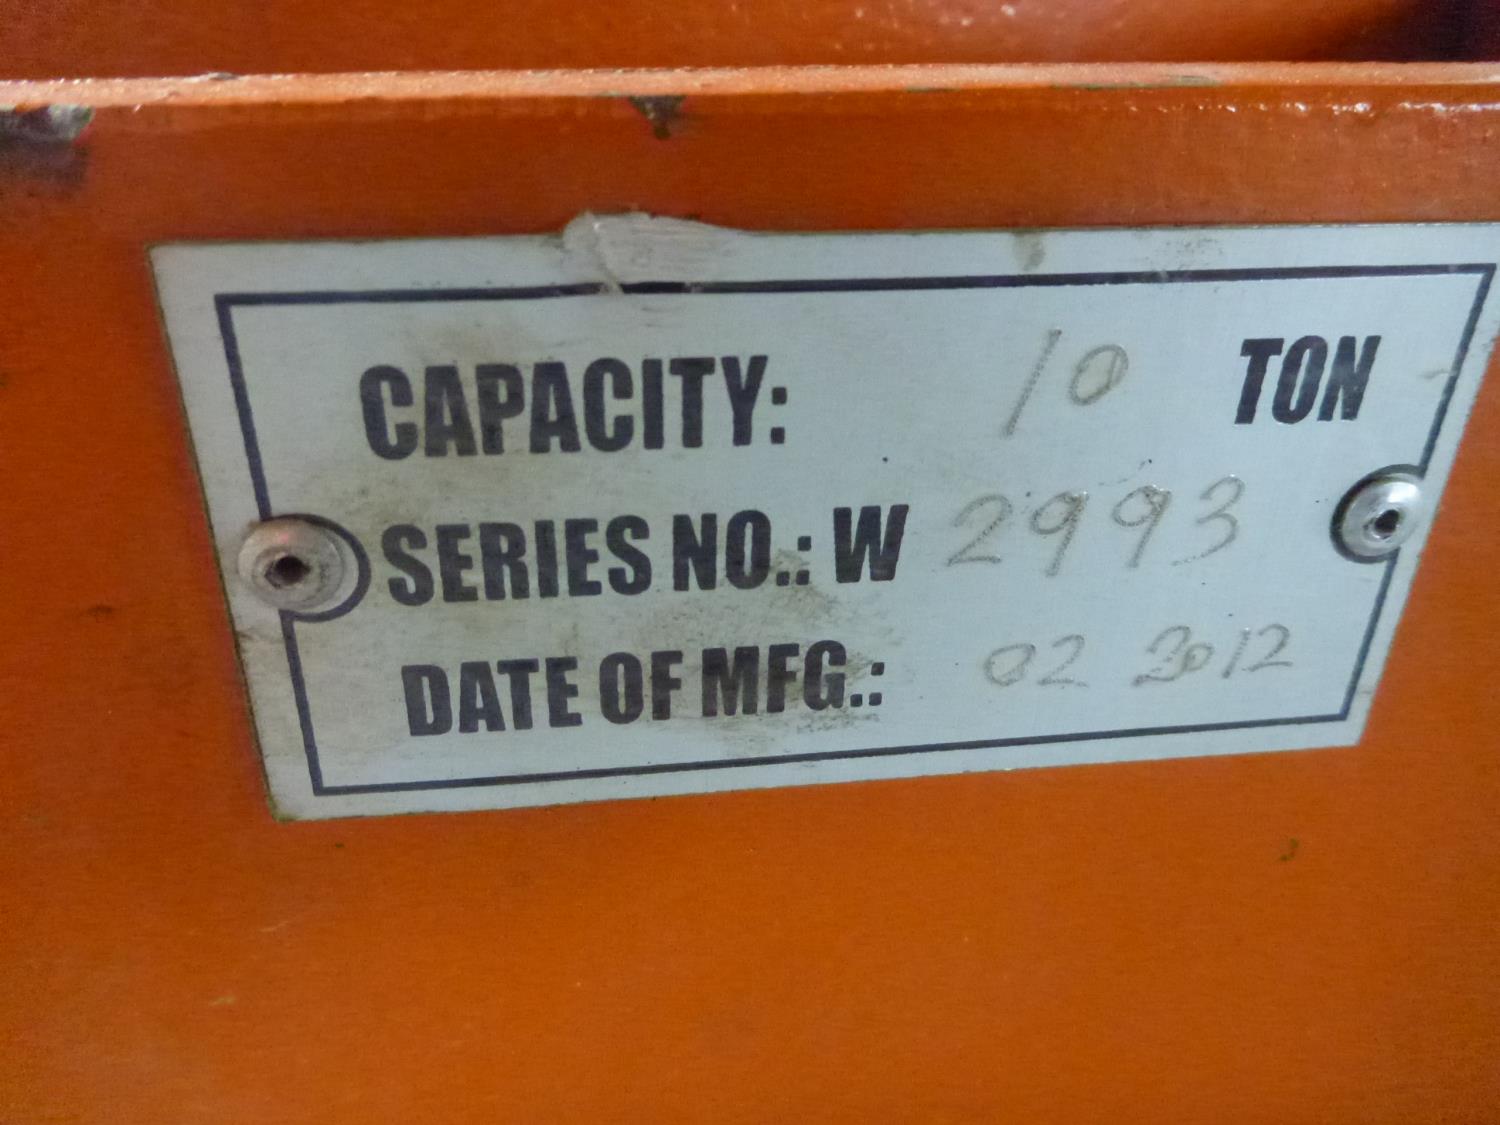 CAPACITY: 10 TON
SERIES NO.: W 2993
DATE OF MFG.: 02 2012